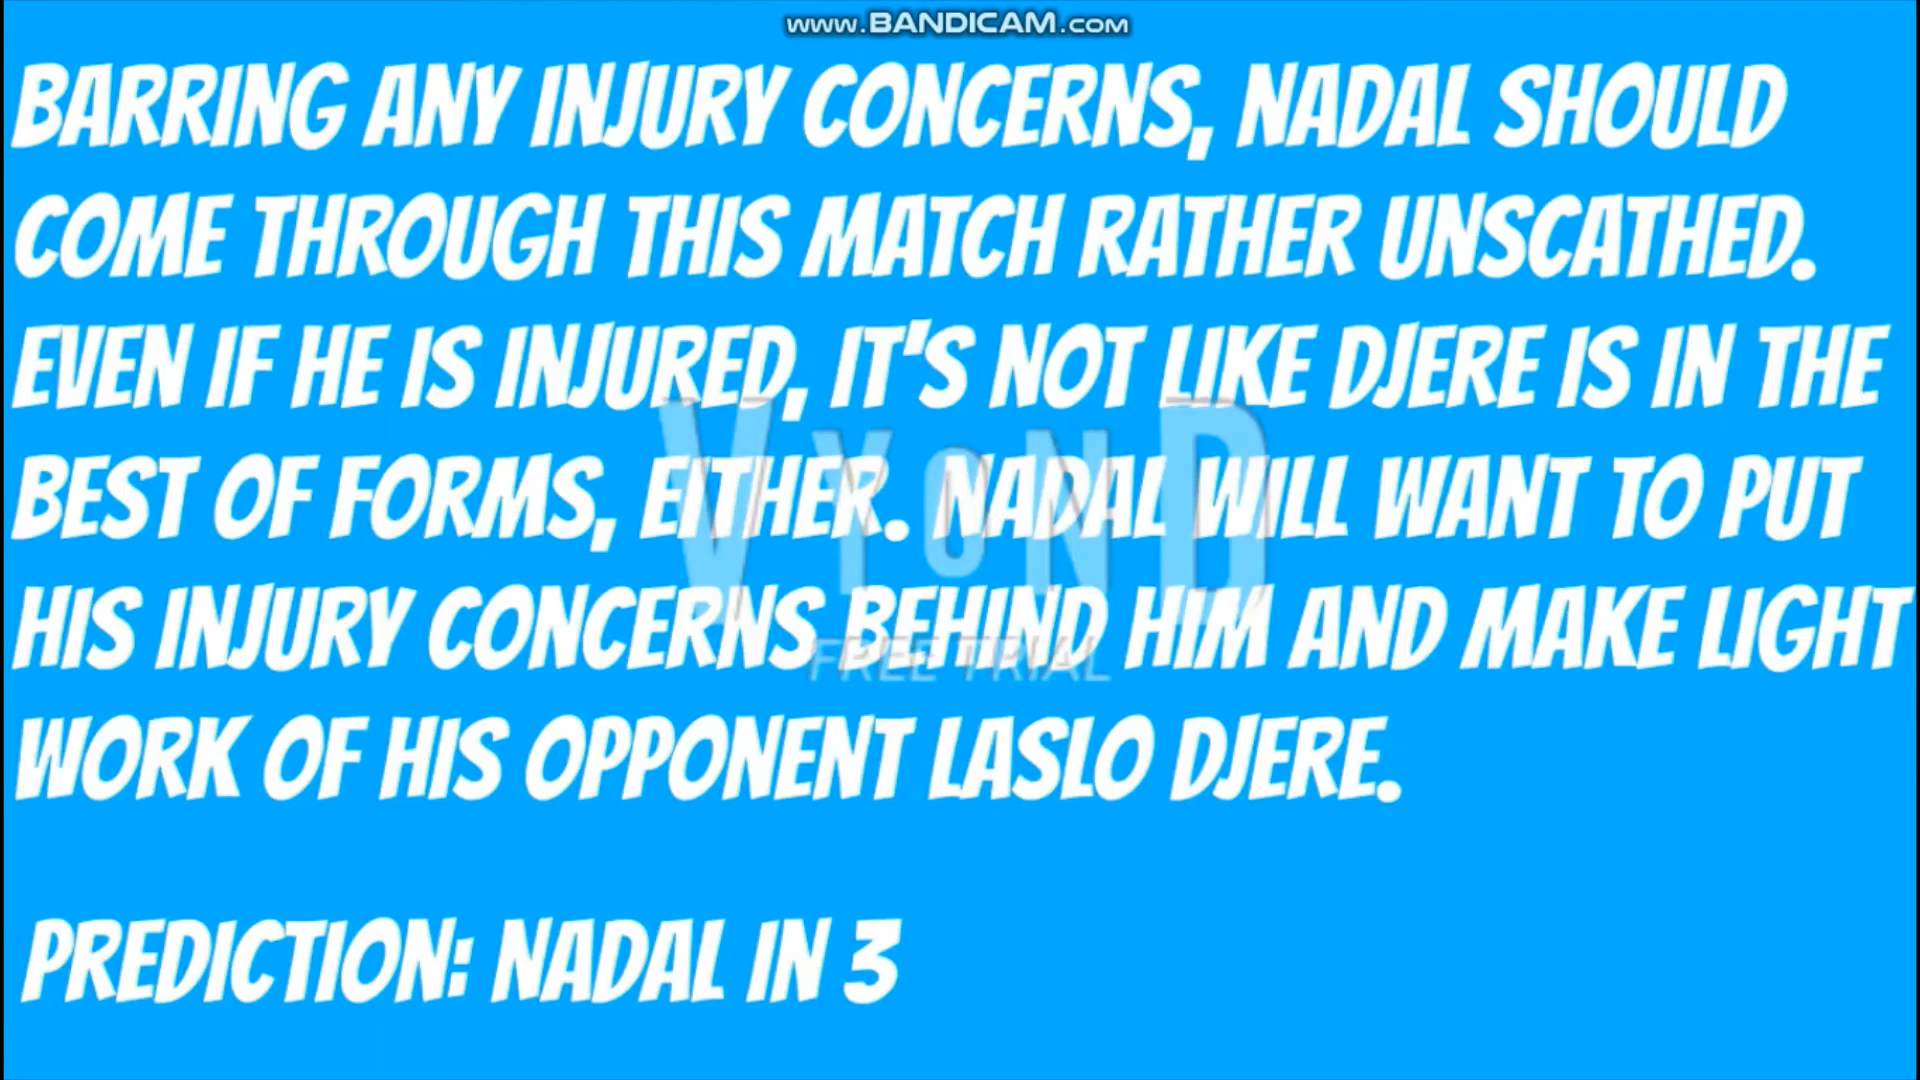 www.BANDICAM.com
BARRING ANY INJURY CONCERNS, NADAL SHOULD
COME THROUGH THIS MATCH RATHER UNSCATHED.
EVEN IF HE IS INJURED, IT'S NOT LIKE DJERE IS IN THE
BEST OF FORMS, EITHER. NADAL WILL WANT TO PUT
VYOND
HIS INJURY CONCERNS BEHIND HIM AND MAKE LIGHT
FREE TRIAL
WORK OF HIS OPPONENT LASLO DJERE.
PREDICTION: NADAL IN 3